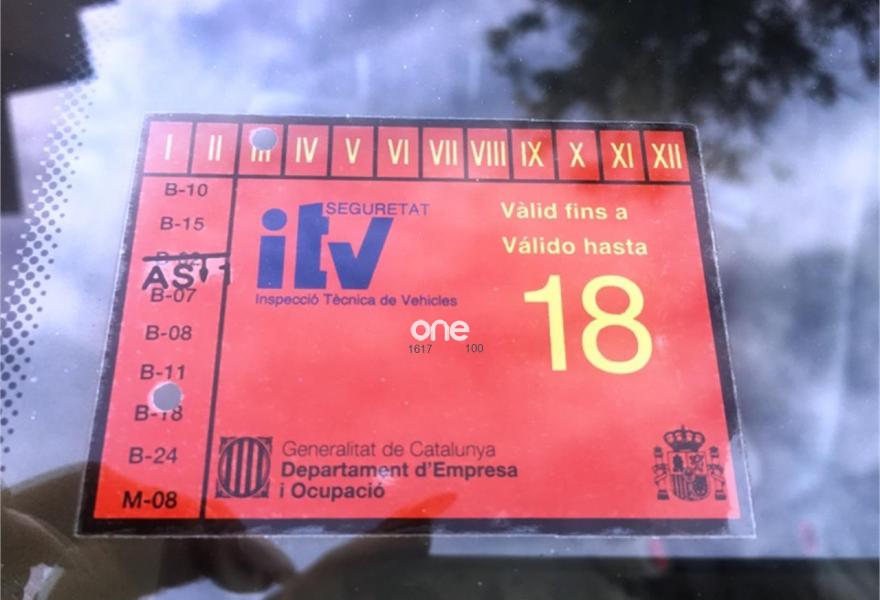 I II III IV V VI VII VIII IX X XI XII
B-10
B-15
B-07
B-08
B-11
B-18
B-24
M-08
SEGURETAT
itv
Inspecció Tècnica de Vehicles
Vàlid fins a
Válido hasta
18
one
1617 100
Generalitat de Catalunya
Departament d'Empresa
i Ocupació